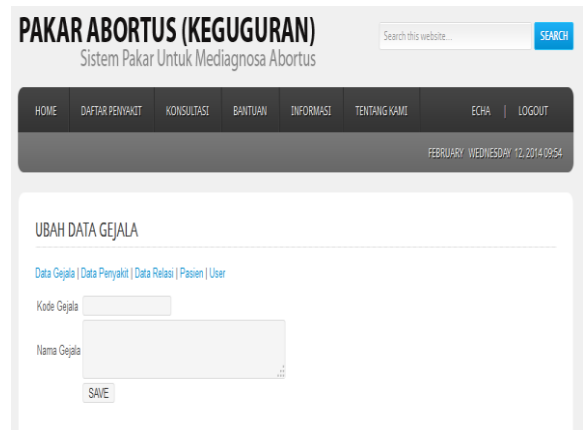 PAKAR ABORTUS (KEGUGURAN)
Sistem Pakar Untuk Mediagnosa Abortus
Search this website...
SEARCH
HOME DAFTAR PENYAKIT KONSULTASI BANTUAN INFORMASI TENTANG KAMI ECHA | LOGOUT
FEBRUARY WEDNESDAY 12, 2014 09:54
UBAH DATA GEJALA
Data Gejala | Data Penyakit | Data Relasi | Pasien | User
Kode Gejala
Nama Gejala
SAVE